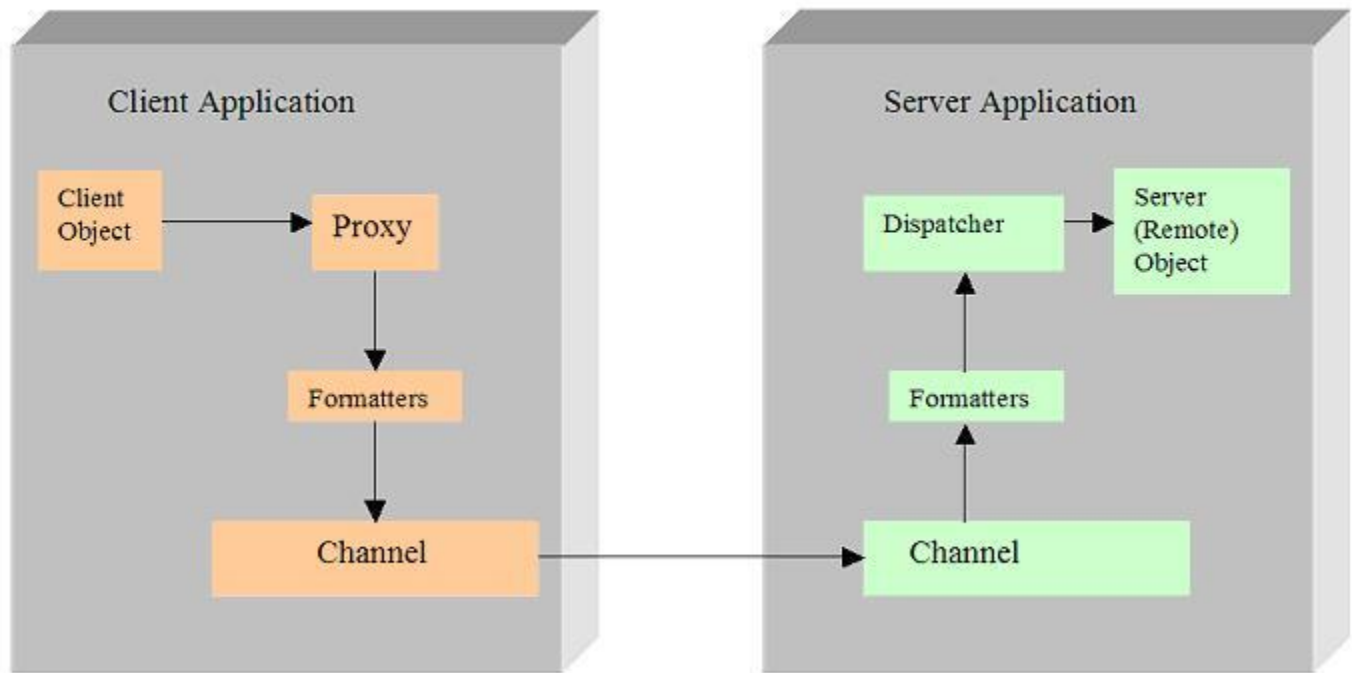 Client Application
Client
Object
Proxy
Formatters
Channel
Server Application
Dispatcher
Server
(Remote)
Object
Formatters
Channel